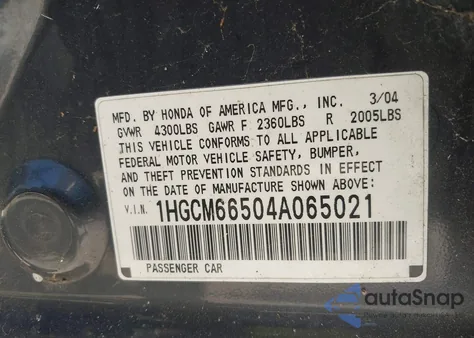 MFD. BY HONDA OF AMERICA MFG., INC. 3/04
GVWR 4300LBS GAWR F 2360LBS R 2005LBS
THIS VEHICLE CONFORMS TO ALL APPLICABLE
FEDERAL MOTOR VEHICLE SAFETY, BUMPER,
AND THEFT PREVENTION STANDARDS IN EFFECT
ON THE DATE OF MANUFACTURE SHOWN ABOVE:
V.I.N. 1HGCM66504A065021
PASSENGER CAR
autaSnap